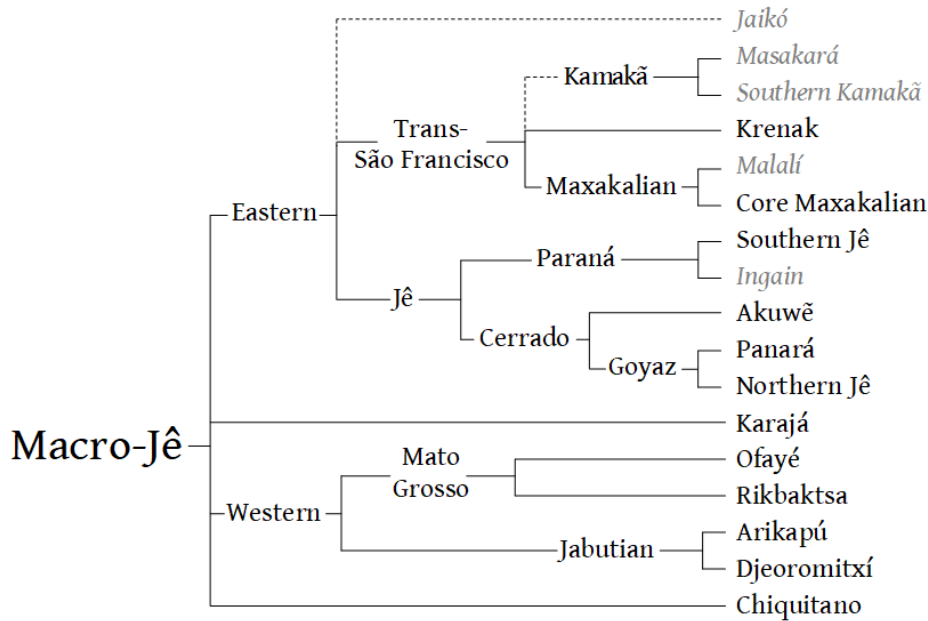 Jaikó
Masakará
Kamakã
Southern Kamakã
Trans-
São Francisco
Krenak
Malalí
Maxakalian
Core Maxakalian
Eastern
Southern Jê
Paraná
Ingain
Jê
Akuwẽ
Cerrado
Panará
Goyaz
Northern Jê
Karajá
Macro-Jê
Mato
Grosso
Ofayé
Rikbaktsa
Western
Arikapú
Jabutian
Djeoromitxí
Chiquitano